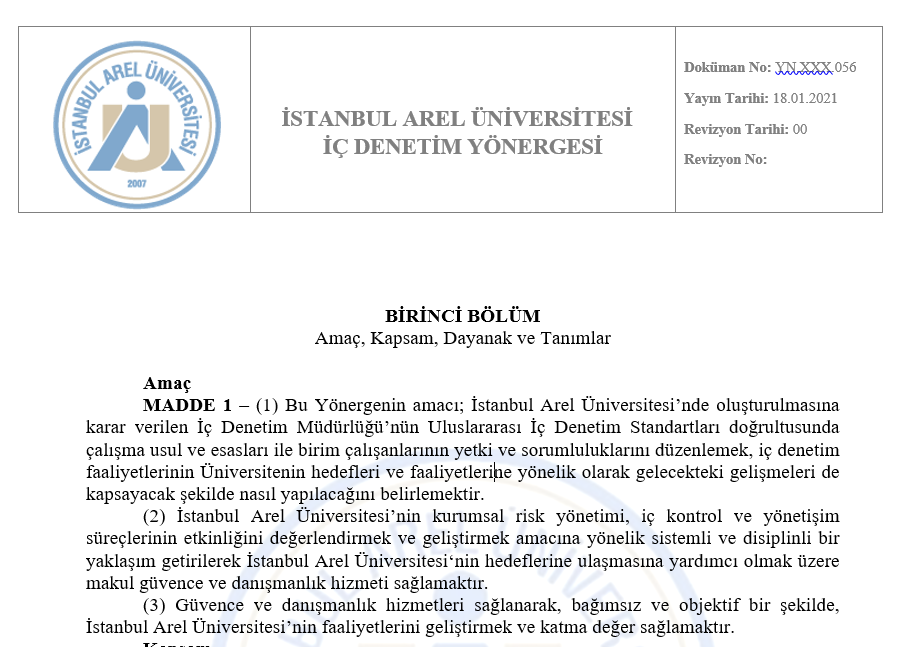 İSTANBUL AREL ÜNİVERSİTESİ
2007
İSTANBUL AREL ÜNİVERSİTESİ
İÇ DENETİM YÖNERGESİ
Doküman No: YN.XXX.056
Yayın Tarihi: 18.01.2021
Revizyon Tarihi: 00
Revizyon No:
BİRİNCİ BÖLÜM
Amaç, Kapsam, Dayanak ve Tanımlar
Amaç
MADDE 1 – (1) Bu Yönergenin amacı; İstanbul Arel Üniversitesi’nde oluşturulmasına
karar verilen İç Denetim Müdürlüğü’nün Uluslararası İç Denetim Standartları doğrultusunda
çalışma usul ve esasları ile birim çalışanlarının yetki ve sorumluluklarını düzenlemek, iç denetim
faaliyetlerinin Üniversitenin hedefleri ve faaliyetlerine yönelik olarak gelecekteki gelişmeleri de
kapsayacak şekilde nasıl yapılacağını belirlemektir.
(2) İstanbul Arel Üniversitesi’nin kurumsal risk yönetimi, iç kontrol ve yönetişim
süreçlerinin etkinliğini değerlendirmek ve geliştirmek amacına yönelik sistemli ve disiplinli bir
yaklaşım getirilerek İstanbul Arel Üniversitesi‘nin hedeflerine ulaşmasına yardımcı olmak üzere
makul güvence ve danışmanlık hizmeti sağlamaktır.
(3) Güvence ve danışmanlık hizmetleri sağlanarak, bağımsız ve objektif bir şekilde,
İstanbul Arel Üniversitesi’nin faaliyetlerini geliştirmek ve katma değer sağlamaktır.
Kapsam